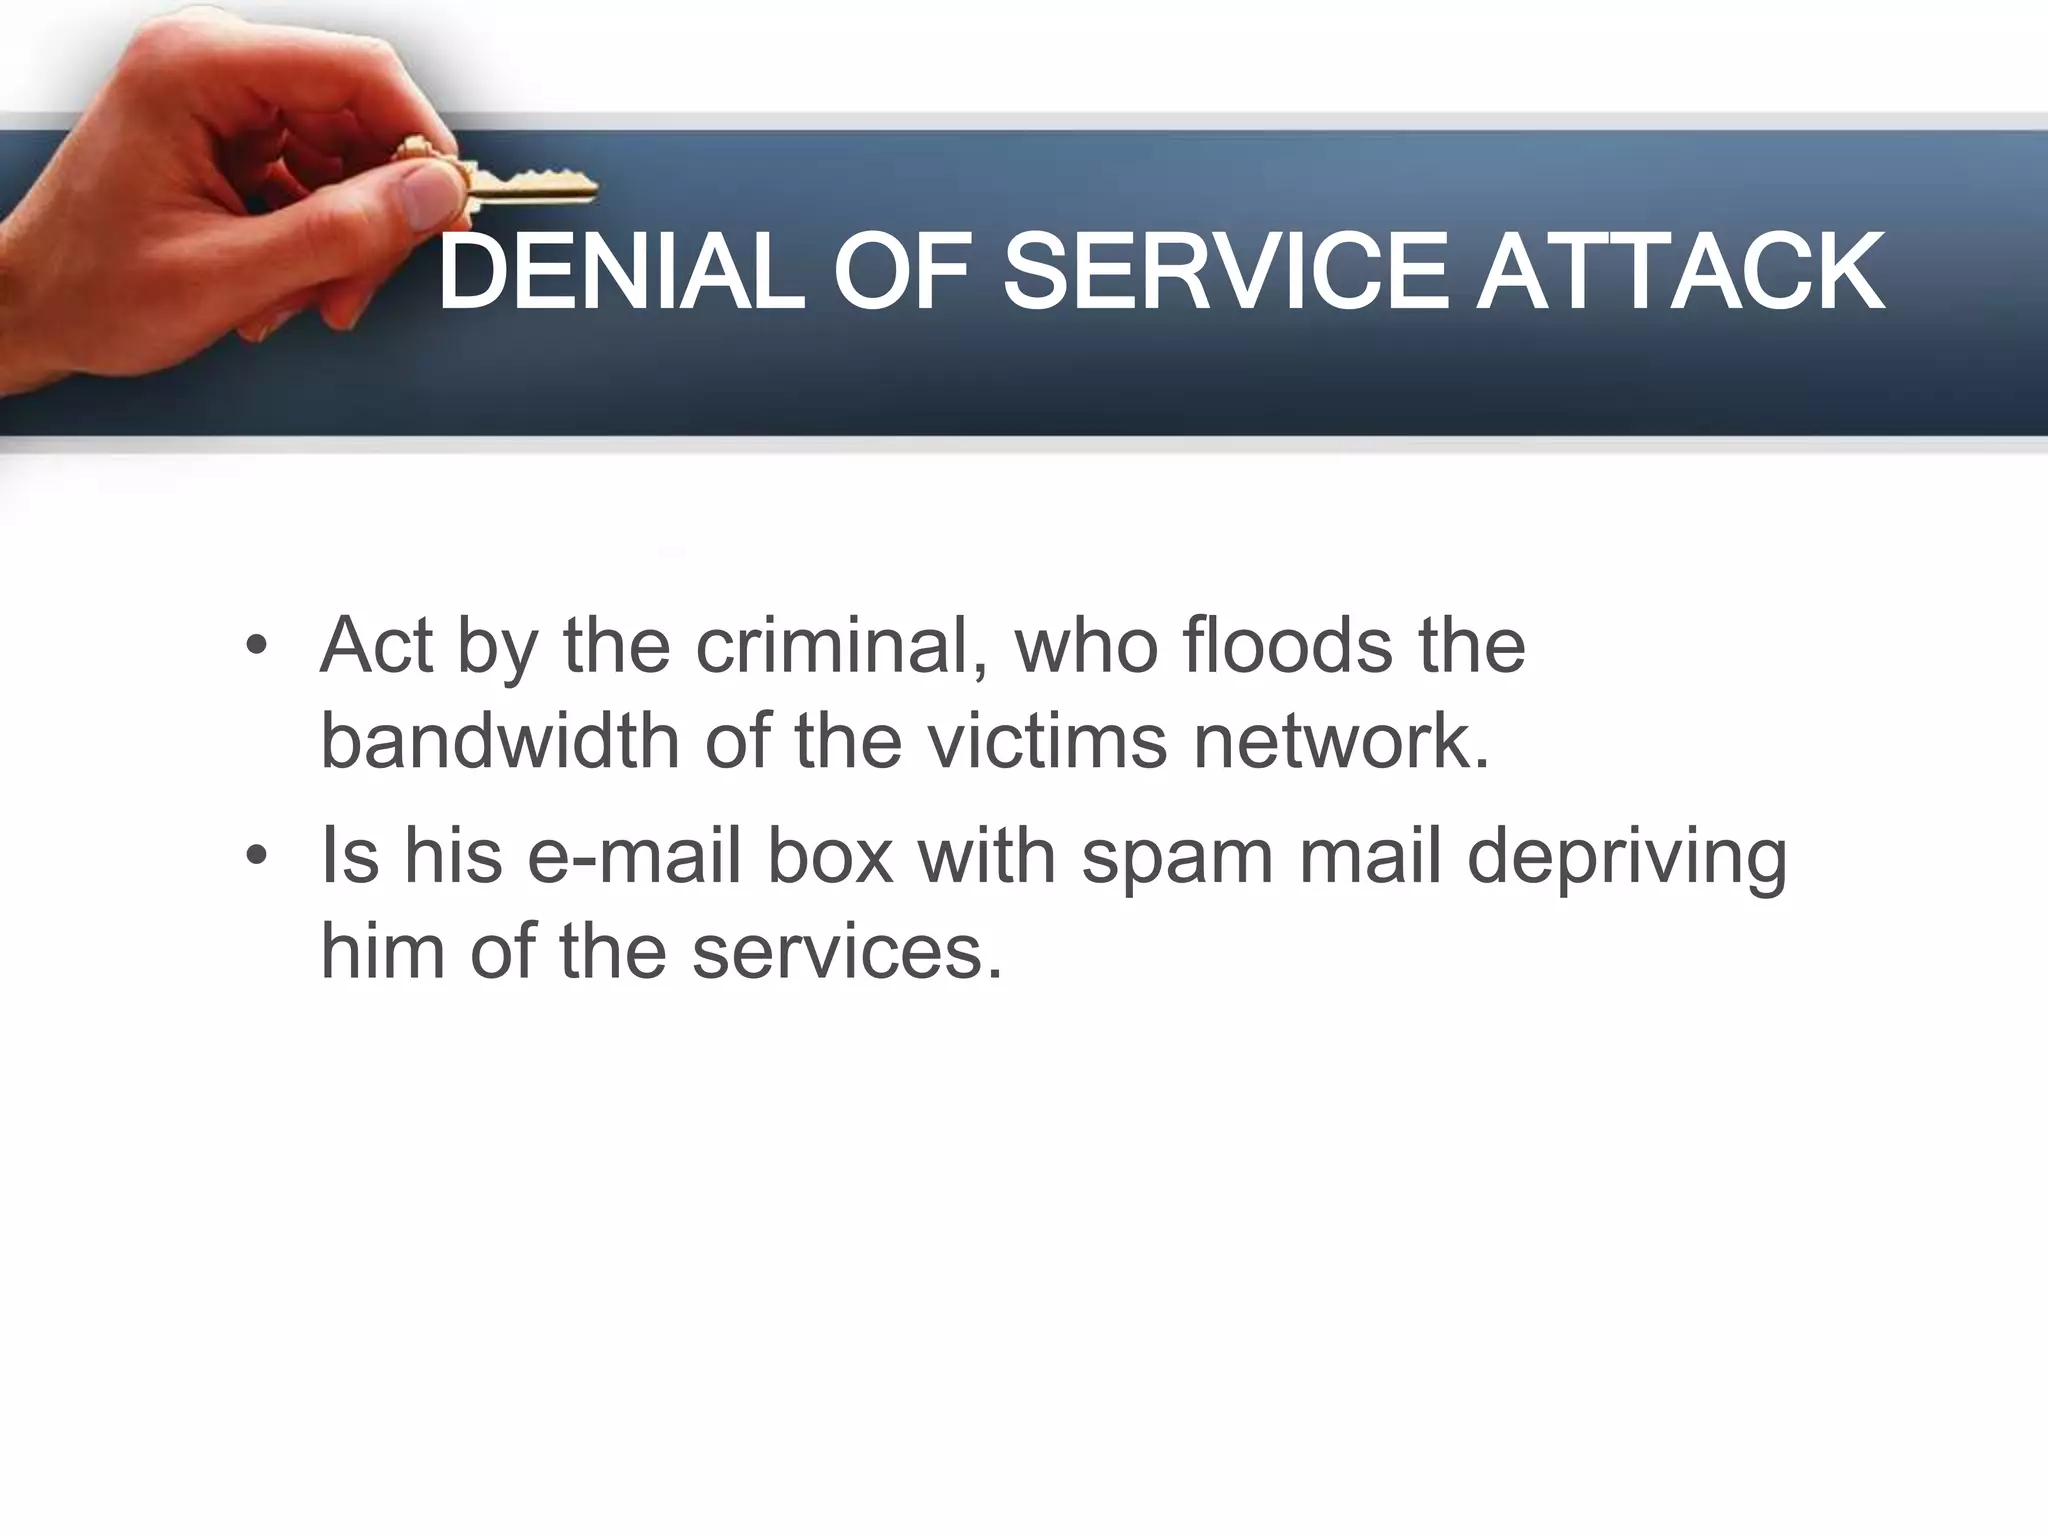 DENIAL OF SERVICE ATTACK
• Act by the criminal, who floods the
bandwidth of the victims network.
• Is his e-mail box with spam mail depriving
him of the services.